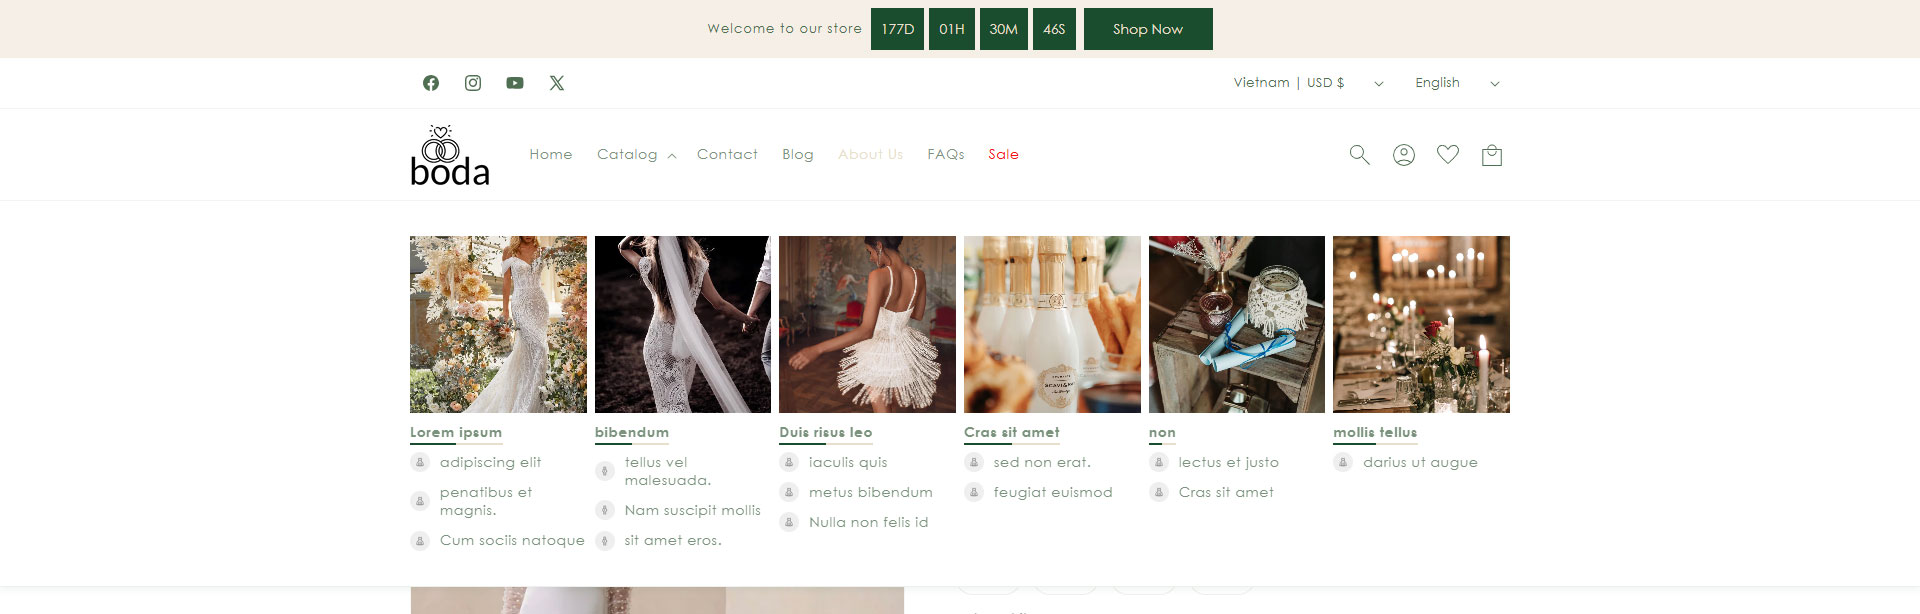 Welcome to our store 177D 01H 30M 46S Shop Now
Vietnam | USD $ English
boda
Home Catalog Contact Blog About Us FAQs Sale
Lorem ipsum
adipiscing elit
penatibus et
magnis.
Cum sociis natoque
bibendum
tellus vel
malesuada.
Nam suscipit mollis
sit amet eros.
Duis risus leo
iaculis quis
metus bibendum
Nulla non felis id
Cras sit amet
sed non erat.
feugiat euismod
non
lectus et justo
Cras sit amet
mollis tellus
darius ut augue